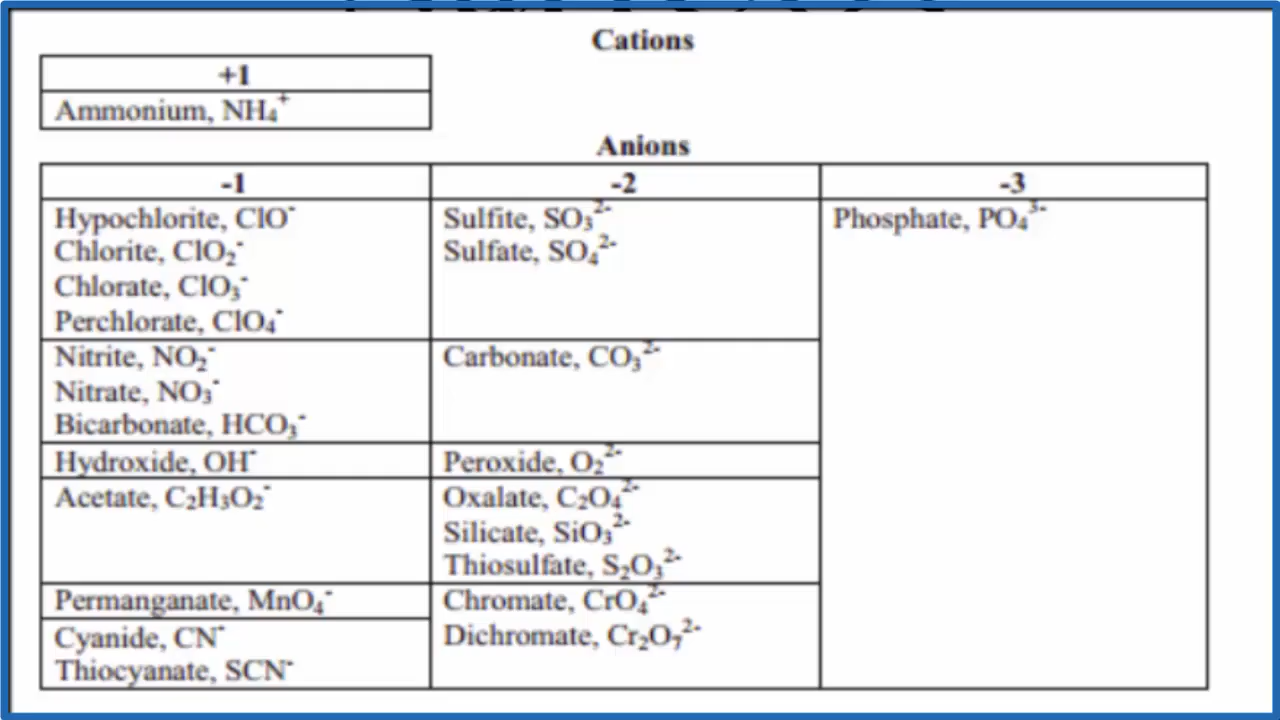 Cations
+1
Ammonium, NH₄⁺
Anions
-1 -2 -3
Hypochlorite, ClO⁻ Sulfite, SO₃²⁻ Phosphate, PO₄³⁻
Chlorite, ClO₂⁻ Sulfate, SO₄²⁻
Chlorate, ClO₃⁻
Perchlorate, ClO₄⁻
Nitrite, NO₂⁻ Carbonate, CO₃²⁻
Nitrate, NO₃⁻
Bicarbonate, HCO₃⁻
Hydroxide, OH⁻ Peroxide, O₂²⁻
Acetate, C₂H₃O₂⁻ Oxalate, C₂O₄²⁻
Silicate, SiO₃²⁻
Thiosulfate, S₂O₃²⁻
Permanganate, MnO₄⁻ Chromate, CrO₄²⁻
Cyanide, CN⁻ Dichromate, Cr₂O₇²⁻
Thiocyanate, SCN⁻